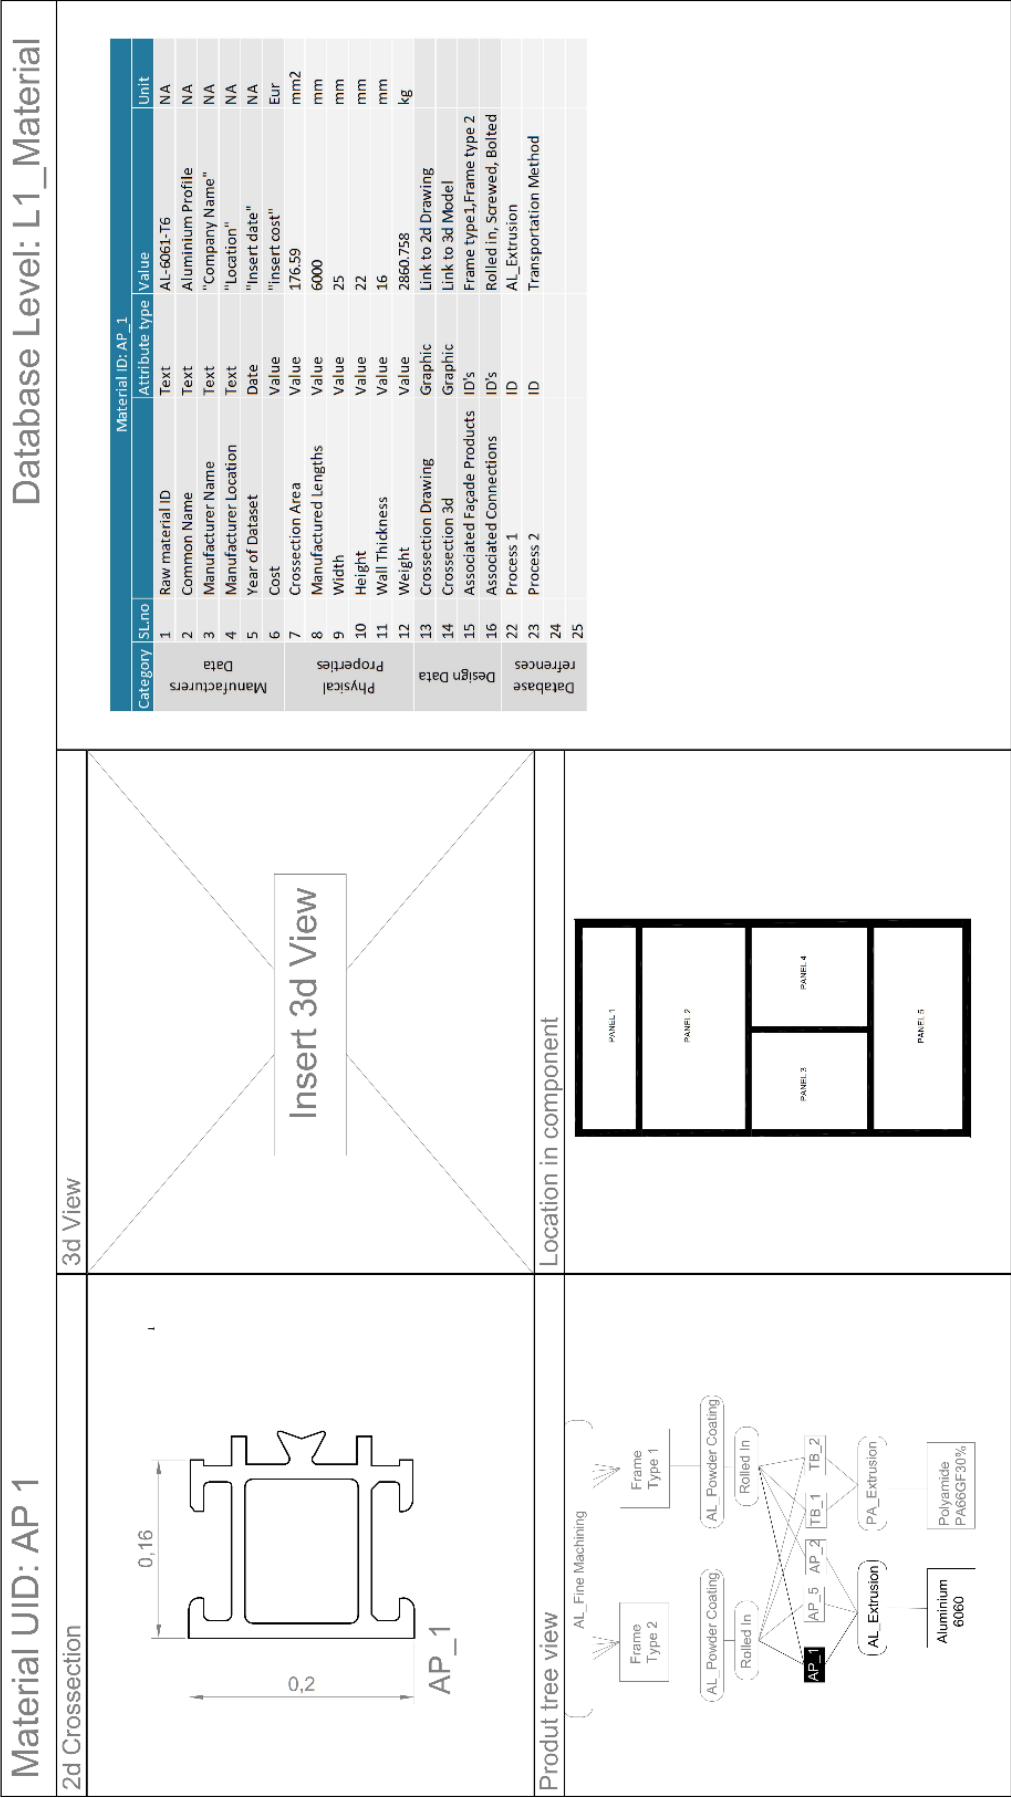 Material UID: AP 1
Database Level: L1_Material
2d Crossection
0,16
0,2
AP_1
3d View
Insert 3d View
Material ID: AP_1
Category SL.no Attribute type Value Unit
Manufacturers
Data
1 Raw material ID Text AL-6061-T6 NA
2 Common Name Text Aluminium Profile NA
3 Manufacturer Name Text "Company Name" NA
4 Manufacturer Location Text "Location" NA
5 Year of Dataset Date "Insert date" NA
6 Cost Value "insert cost" Eur
Physical
Properties
7 Crossection Area Value 176.59 mm2
8 Manufactured Lengths Value 6000 mm
9 Width Value 25 mm
10 Height Value 22 mm
11 Wall Thickness Value 16 mm
12 Weight Value 2860.758 kg
Design Data
13 Crossection Drawing Graphic Link to 2d Drawing
14 Crossection 3d Graphic Link to 3d Model
15 Associated Façade Products ID's Frame type1,Frame type 2
16 Associated Connections ID's Rolled in, Screwed, Bolted
Database
refrences
22 Process 1 ID AL_Extrusion
23 Process 2 ID Transportation Method
24
25
Produt tree view
AL_Fine Machining
Frame
Type 2
Frame
Type 1
AL_Powder Coating
AL_Powder Coating
Rolled In
Rolled In
AP_1 AP_5 AP_2 TB_1 TB_2
AL_Extrusion
PA_Extrusion
Aluminium
6060
Polyamide
PA66GF30%
Location in component
PANEL 1
PANEL 2
PANEL 3
PANEL 4
PANEL 5